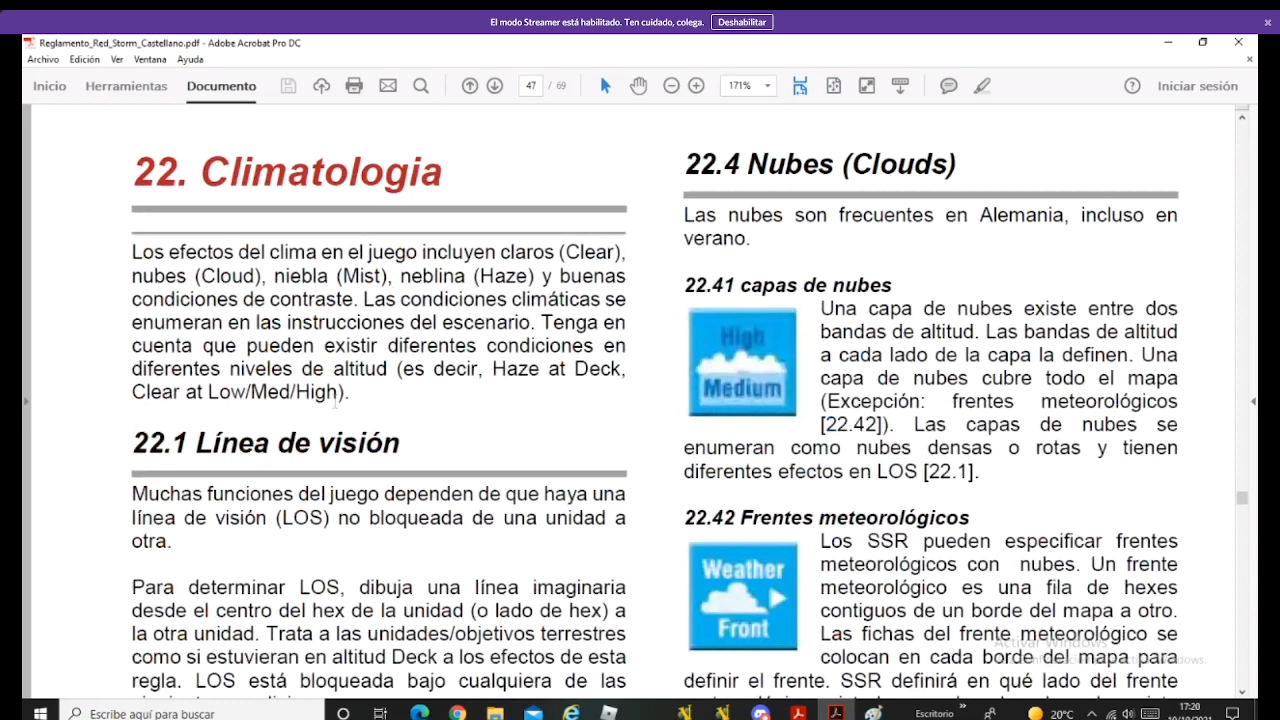 El modo Streamer está habilitado. Ten cuidado, colega. Deshabilitar
Reglamento_Red_Storm_Castellano.pdf - Adobe Acrobat Pro DC
Archivo Edición Ver Ventana Ayuda
Inicio Herramientas Documento 47 / 69 171% Iniciar sesión
22. Climatologia
Los efectos del clima en el juego incluyen claros (Clear),
nubes (Cloud), niebla (Mist), neblina (Haze) y buenas
condiciones de contraste. Las condiciones climáticas se
enumeran en las instrucciones del escenario. Tenga en
cuenta que pueden existir diferentes condiciones en
diferentes niveles de altitud (es decir, Haze at Deck,
Clear at Low/Med/High).
22.1 Línea de visión
Muchas funciones del juego dependen de que haya una
línea de visión (LOS) no bloqueada de una unidad a
otra.
Para determinar LOS, dibuja una línea imaginaria
desde el centro del hex de la unidad (o lado de hex) a
la otra unidad. Trata a las unidades/objetivos terrestres
como si estuvieran en altitud Deck a los efectos de esta
regla. LOS está bloqueada bajo cualquiera de las
22.4 Nubes (Clouds)
Las nubes son frecuentes en Alemania, incluso en
verano.
22.41 capas de nubes
High
Medium
Una capa de nubes existe entre dos
bandas de altitud. Las bandas de altitud
a cada lado de la capa la definen. Una
capa de nubes cubre todo el mapa
(Excepción: frentes meteorológicos
[22.42]). Las capas de nubes se
enumeran como nubes densas o rotas y tienen
diferentes efectos en LOS [22.1].
22.42 Frentes meteorológicos
Weather
Front
Los SSR pueden especificar frentes
meteorológicos con nubes. Un frente
meteorológico es una fila de hexes
contiguos de un borde del mapa a otro.
Las fichas del frente meteorológico se
colocan en cada borde del mapa para
definir el frente. SSR definirá en qué lado del frente
Activar Windows
Escribe aquí para buscar
Escritorio
20°C
17:20